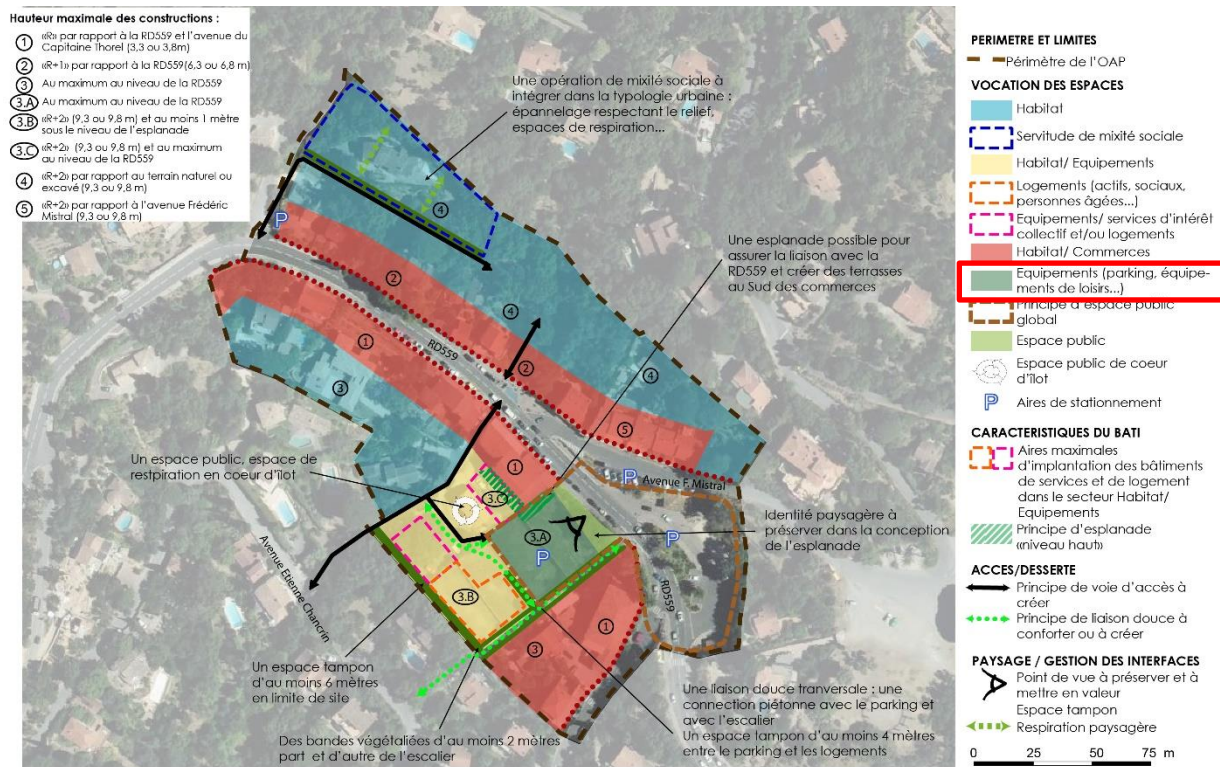 Hauteur maximale des constructions :
1 «R» par rapport à la RD559 et l'avenue du
Capitaine Thorel (3,3 ou 3,8m)
2 «R+1» par rapport à la RD559(6,3 ou 6,8 m)
3 Au maximum au niveau de la RD559
3.A Au maximum au niveau de la RD559
3.B «R+2» (9,3 ou 9,8 m) et au moins 1 mètre
sous le niveau de l'esplanade
3.C «R+2» (9,3 ou 9,8 m) et au maximum
au niveau de la RD559
4 «R+2» par rapport au terrain naturel ou
excavé (9,3 ou 9,8 m)
5 «R+2» par rapport à l'avenue Frédéric
Mistral (9,3 ou 9,8 m)
Une opération de mixité sociale à
intégrer dans la typologie urbaine :
épannelage respectant le relief,
espaces de respiration...
P
4
2
Une esplanade possible pour
assurer la liaison avec la
RD559 et créer des terrasses
au Sud des commerces
4
1
RD559
2
4
3
5
Un espace public, espace de
restpiration en coeur d'îlot
1
P
Avenue F. Mistral
3.C
3.A
P
P
Identité paysagère à
préserver dans la conception
de l'esplanade
Avenue Etienne Chancrin
3.B
RD559
1
3
Un espace tampon
d'au moins 6 mètres
en limite de site
Une liaison douce tranversale : une
connection piétonne avec le parking et
avec l'escalier
Un espace tampon d'au moins 4 mètres
entre le parking et les logements
Des bandes végétaliées d'au moins 2 mètres
part et d'autre de l'escalier
PERIMETRE ET LIMITES
Périmètre de l'OAP
VOCATION DES ESPACES
Habitat
Servitude de mixité sociale
Habitat/ Equipements
Logements (actifs, sociaux,
personnes âgées...)
Equipements/ services d'intérêt
collectif et/ou logements
Habitat/ Commerces
Equipements (parking, équipe-
ments de loisirs...)
Principe d'espace public
global
Espace public
Espace public de coeur
d'îlot
P Aires de stationnement
CARACTERISTIQUES DU BATI
Aires maximales
d'implantation des bâtiments
de services et de logement
dans le secteur Habitat/
Equipements
Principe d'esplanade
«niveau haut»
ACCES/DESSERTE
Principe de voie d'accès à
créer
Principe de liaison douce à
conforter ou à créer
PAYSAGE / GESTION DES INTERFACES
Point de vue à préserver et à
mettre en valeur
Espace tampon
Respiration paysagère
0 25 50 75 m